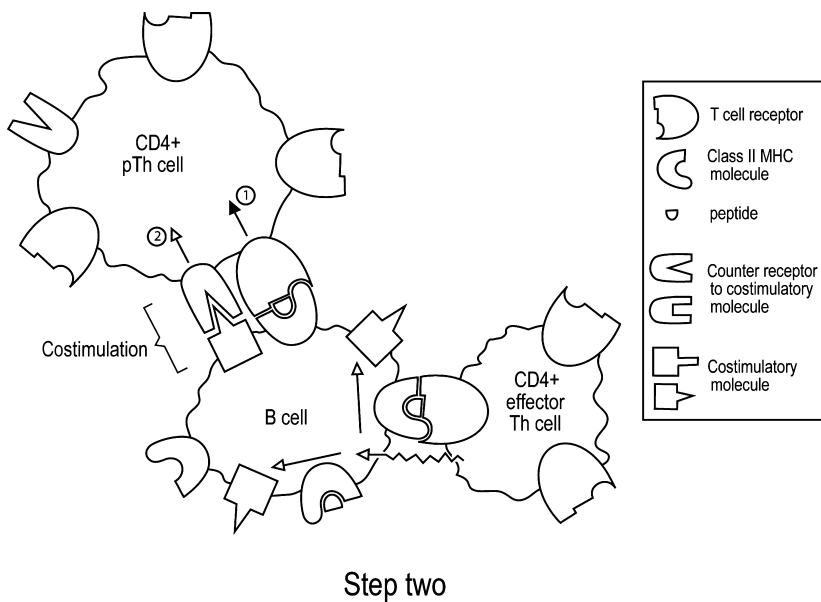 CD4+
pTh cell
1
2
Costimulation
B cell
CD4+
effector
Th cell
T cell receptor
Class II MHC
molecule
peptide
Counter receptor
to costimulatory
molecule
Costimulatory
molecule
Step two